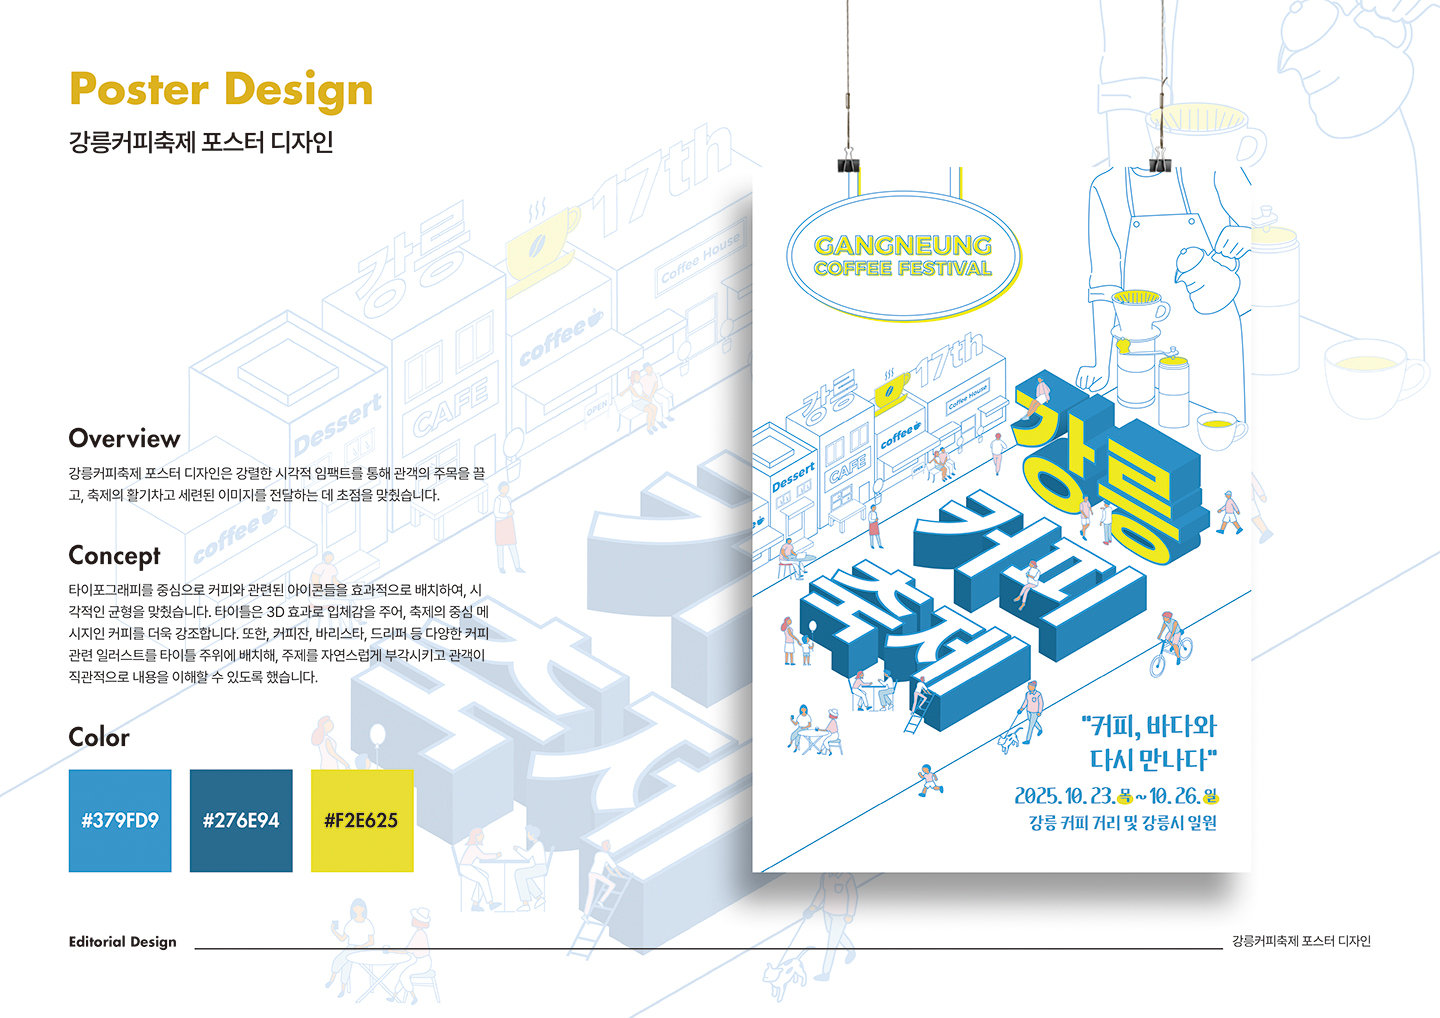 Poster Design
강릉커피축제 포스터 디자인
Overview
강릉커피축제 포스터 디자인은 강렬한 시각적 임팩트를 통해 관객의 주목을 끌
고, 축제의 활기차고 세련된 이미지를 전달하는 데 초점을 맞췄습니다.
Concept
타이포그래피를 중심으로 커피와 관련된 아이콘들을 효과적으로 배치하여, 시
각적인 균형을 맞췄습니다. 타이틀은 3D 효과로 입체감을 주어, 축제의 중심 메
시지인 커피를 더욱 강조합니다. 또한, 커피잔, 바리스타, 드리퍼 등 다양한 커피
관련 일러스트를 타이틀 주위에 배치해, 주제를 자연스럽게 부각시키고 관객이
직관적으로 내용을 이해할 수 있도록 했습니다.
Color
#379FD9
#276E94
#F2E625
강릉
17th
Coffee House
coffee
OPEN
CAFE
Dessert
coffee
커피
축제
GANGNEUNG
COFFEE FESTIVAL
강릉
17th
Coffee House
coffee
CAFE
Dessert
강릉
커피
축제
"커피, 바다와
다시 만나다"
2025.10.23.목~10.26.일
강릉 커피 거리 및 강릉시 일원
Editorial Design
강릉커피축제 포스터 디자인